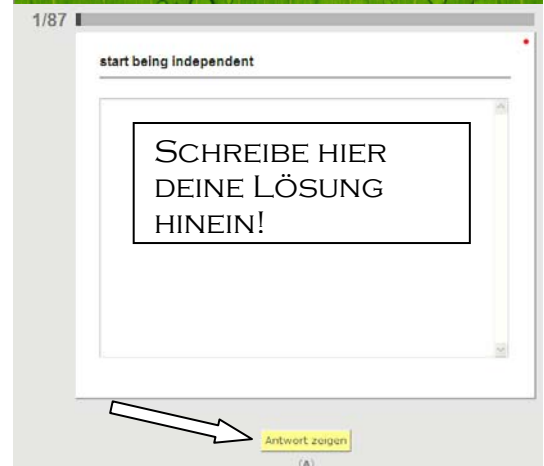 1/87
start being independent
SCHREIBE HIER
DEINE LÖSUNG
HINEIN!
Antwort zeigen
(A)